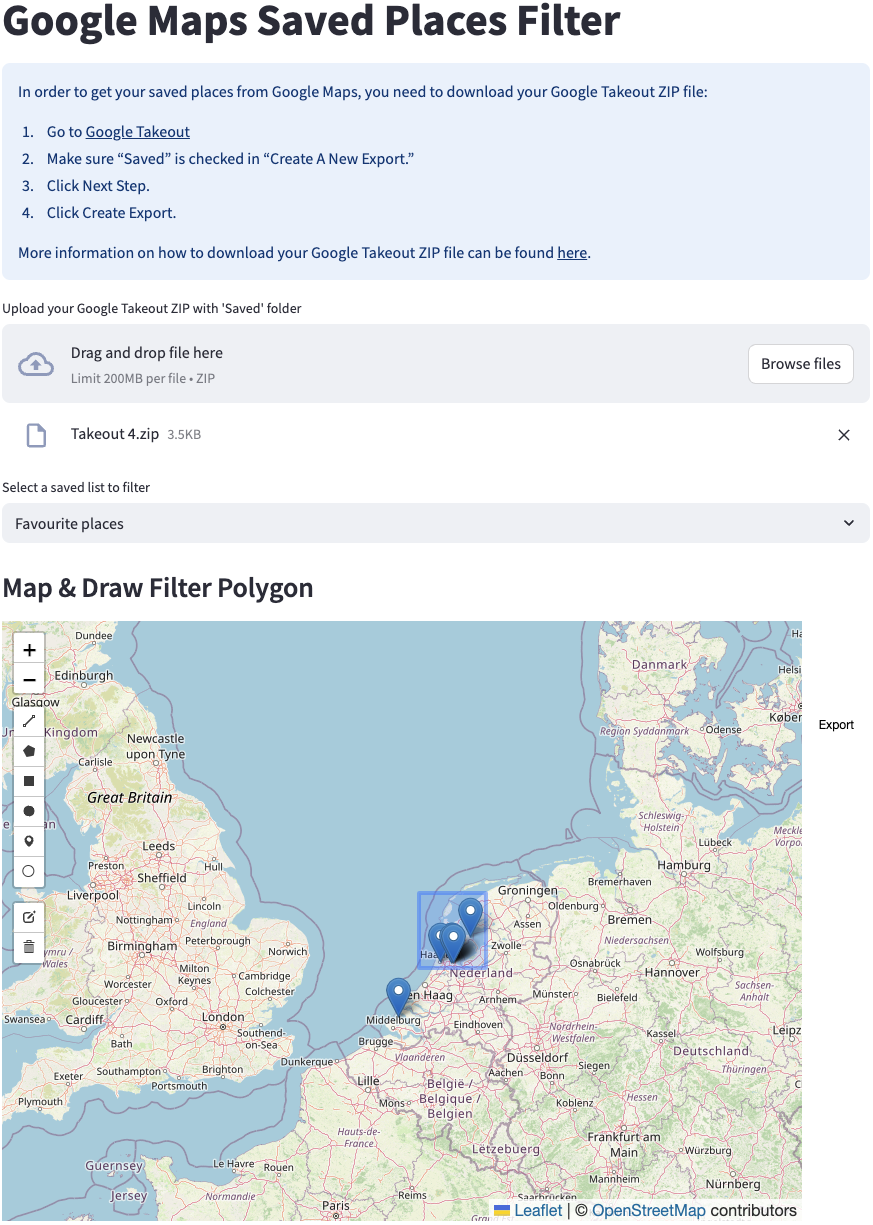 Google Maps Saved Places Filter
In order to get your saved places from Google Maps, you need to download your Google Takeout ZIP file:
1. Go to Google Takeout
2. Make sure “Saved” is checked in “Create A New Export.”
3. Click Next Step.
4. Click Create Export.
More information on how to download your Google Takeout ZIP file can be found here.
Upload your Google Takeout ZIP with 'Saved' folder
Drag and drop file here
Limit 200MB per file • ZIP
Browse files
Takeout 4.zip 3.5KB
Select a saved list to filter
Favourite places
Map & Draw Filter Polygon
+
−
Export
Dundee
Edinburgh
Glasgow
Kingdom
Newcastle
upon Tyne
Carlisle
Great Britain
Leeds
Preston
Hull
Sheffield
Liverpool
Lincoln
Nottingham
England
Peterborough
Birmingham
Norwich
Cymru /
Wales
Worcester
Milton
Keynes
Cambridge
Gloucester
Oxford
Colchester
Swansea
Cardiff
London
Bath
Southend-
on-Sea
Exeter
Southampton
Brighton
Portsmouth
Plymouth
Guernsey
Jersey
Danmark
Odense
Region Syddanmark
Schleswig-
Holstein
Lübeck
Hamburg
Bremerhaven
Groningen
Oldenburg
Bremen
Assen
Zwolle
Niedersachsen
Osnabrück
Wolfsburg
Hannover
Nederland
Den Haag
Arnhem
Münster
Bielefeld
Sachsen-
Anhalt
Middelburg
Eindhoven
Nordrhein-
Westfalen
Kassel
Brugge
Dunkerque
Vlaanderen
Düsseldorf
Deutschland
Lille
Aachen
Bonn
Siegen
Thüringen
Mons
België /
Belgique /
Belgien
Koblenz
Hessen
Hauts-de-
France
Frankfurt am
Main
Lëtzebuerg
Würzburg
Le Havre
Rouen
Reims
Saarbrücken
Mannheim
Nürnberg
Normandie
Paris
Leaflet | © OpenStreetMap contributors